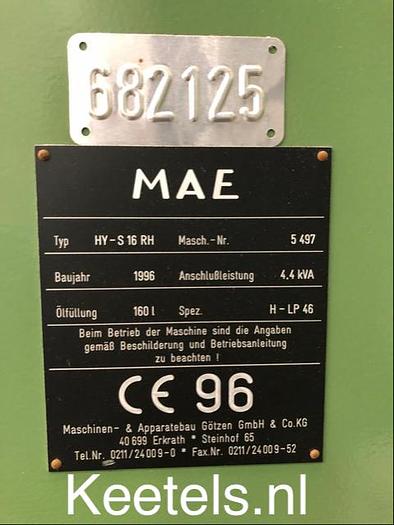 682125
MAE
Typ HY-S 16 RH Masch.-Nr. 5 497
Baujahr 1996 Anschlußleistung 4.4 kVA
Ölfüllung 160 l Spez. H-LP 46
Beim Betrieb der Maschine sind die Angaben
gemäß Beschilderung und Betriebsanleitung
zu beachten !
CE 96
Maschinen- & Apparatebau Götzen GmbH & Co.KG
40 699 Erkrath * Steinhof 65
Tel.Nr. 0211/24009-0 * Fax.Nr. 0211/24009-52
Keetels.nl